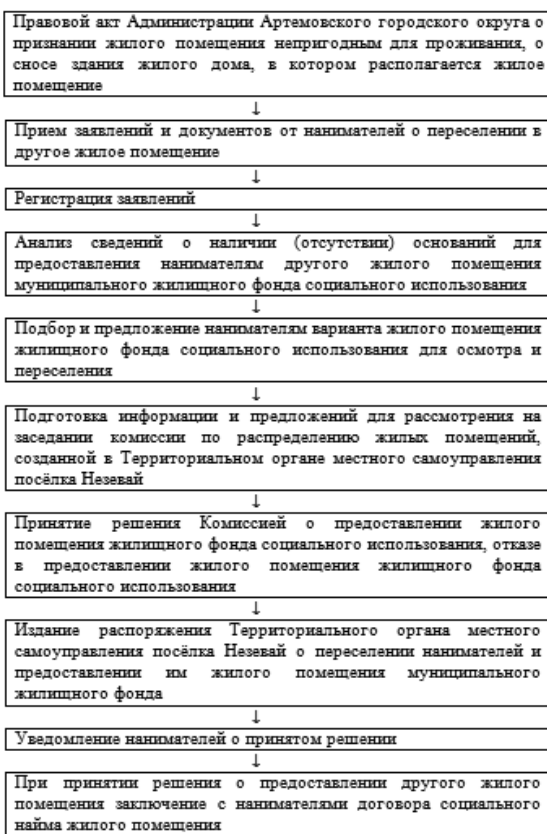 Правовой акт Администрации Артемовского городского округа о
признании жилого помещения непригодным для проживания, о
сносе здания жилого дома, в котором располагается жилое
помещение
↓
Прием заявлений и документов от нанимателей о переселении в
другое жилое помещение
↓
Регистрация заявлений
↓
Анализ сведений о наличии (отсутствии) оснований для
предоставления нанимателям другого жилого помещения
муниципального жилищного фонда социального использования
↓
Подбор и предложение нанимателям варианта жилого помещения
жилищного фонда социального использования для осмотра и
переселения
↓
Подготовка информации и предложений для рассмотрения на
заседании комиссии по распределению жилых помещений,
созданной в Территориальном органе местного самоуправления
посёлка Незевай
↓
Принятие решения Комиссией о предоставлении жилого
помещения жилищного фонда социального использования, отказе
в предоставлении жилого помещения жилищного фонда
социального использования
↓
Издание распоряжения Территориального органа местного
самоуправления посёлка Незевай о переселении нанимателей и
предоставлении им жилого помещения муниципального
жилищного фонда
↓
Уведомление нанимателей о принятом решении
↓
При принятии решения о предоставлении другого жилого
помещения заключение с нанимателями договора социального
найма жилого помещения